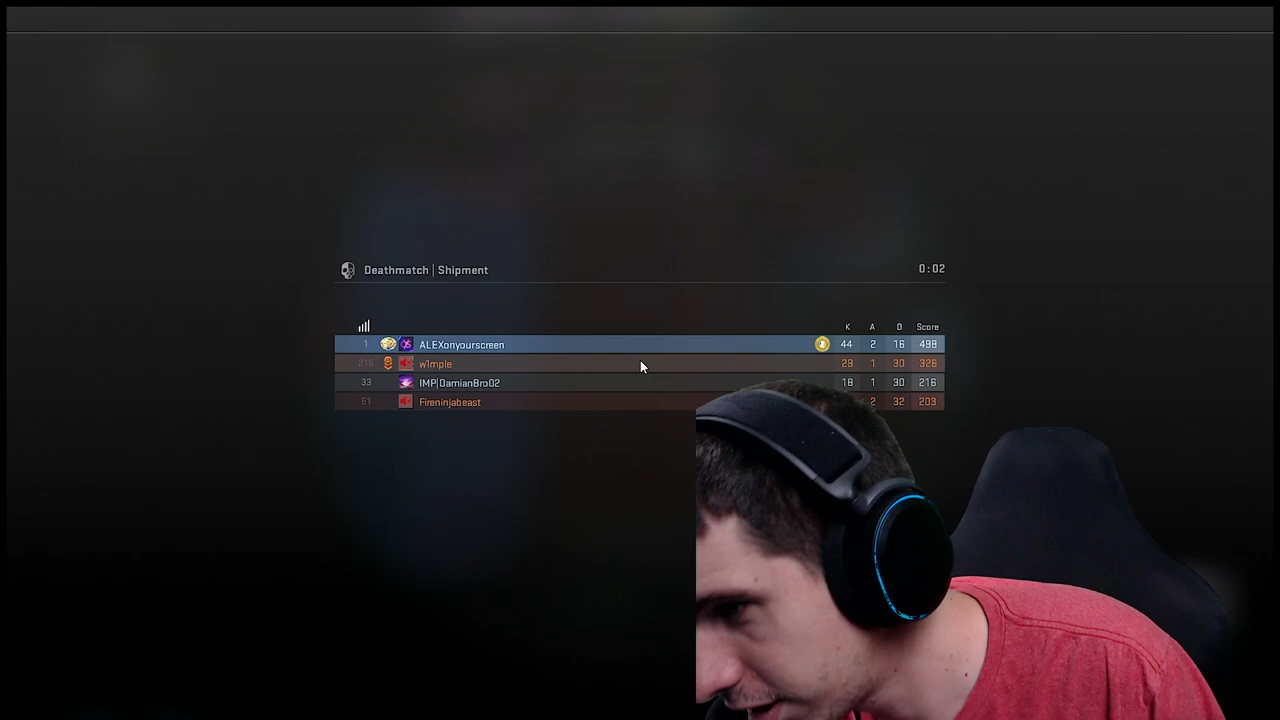 Deathmatch | Shipment 0:02
K A D Score
1 ALEXonyourscreen 44 2 16 498
215 w1mple 29 1 30 326
33 IMP|DamianBro02 18 1 30 216
51 Fireninjabeast 2 32 203